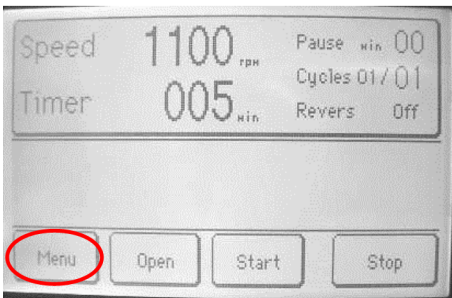 Speed 1100 rpm Pause min 00
Cycles 01/01
Timer 005 min Revers Off
Menu Open Start Stop